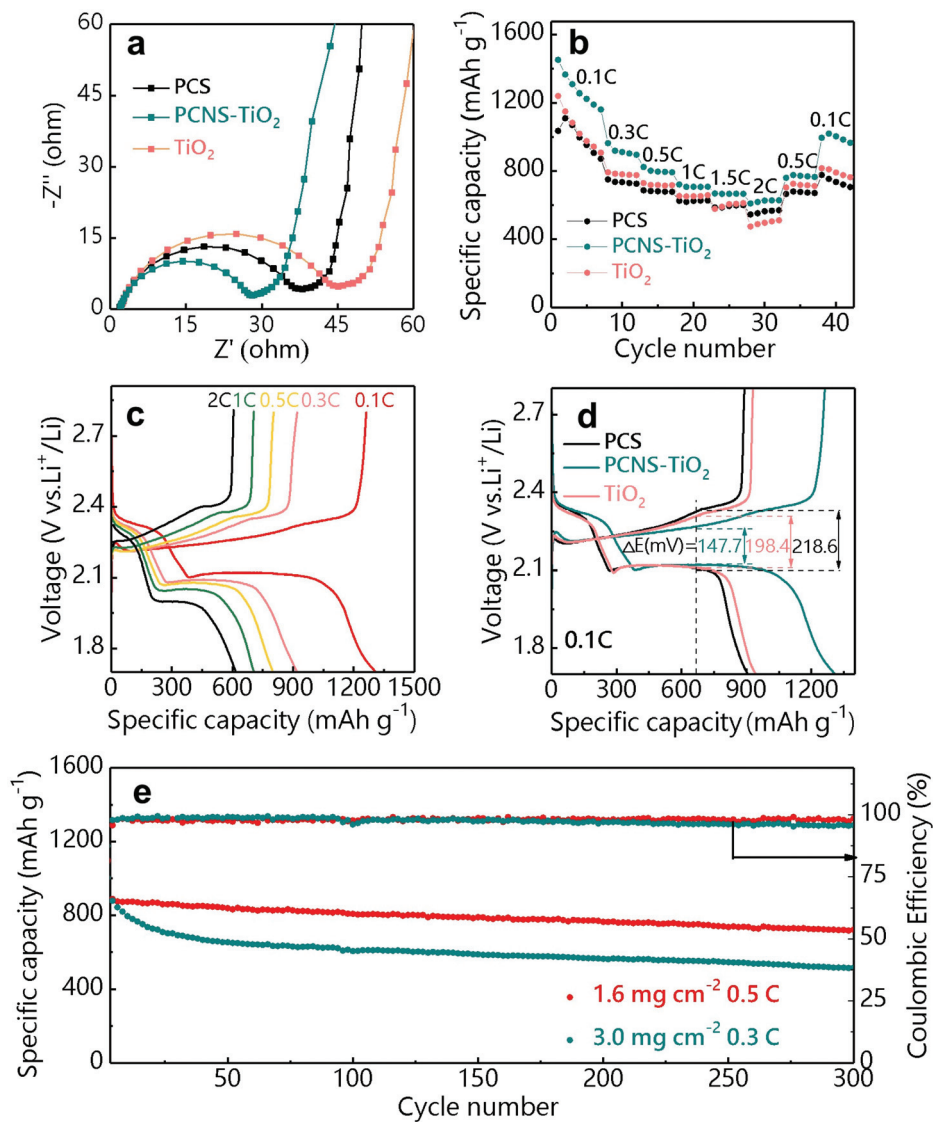 a
60
45
30
15
0
-Z'' (ohm)
PCS
PCNS-TiO₂
TiO₂
0 15 30 45 60
Z' (ohm)
b
1600
1200
800
400
0
Specific capacity (mAh g⁻¹)
0.1C
0.3C
0.5C
1C
1.5C
2C
0.5C
0.1C
PCS
PCNS-TiO₂
TiO₂
0 10 20 30 40
Cycle number
c
2.7
2.4
2.1
1.8
Voltage (V vs.Li⁺/Li)
2C 1C 0.5C 0.3C 0.1C
0 300 600 900 1200 1500
Specific capacity (mAh g⁻¹)
d
2.7
2.4
2.1
1.8
Voltage (V vs.Li⁺/Li)
PCS
PCNS-TiO₂
TiO₂
ΔE(mV)= 147.7 198.4 218.6
0.1C
0 300 600 900 1200
Specific capacity (mAh g⁻¹)
e
1600
1200
800
400
0
Specific capacity (mAh g⁻¹)
100
75
50
25
0
Coulombic Efficiency (%)
1.6 mg cm⁻² 0.5 C
3.0 mg cm⁻² 0.3 C
50 100 150 200 250 300
Cycle number